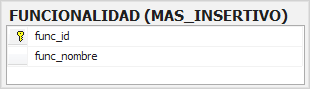 FUNCIONALIDAD (MAS_INSERTIVO)
func_id
func_nombre